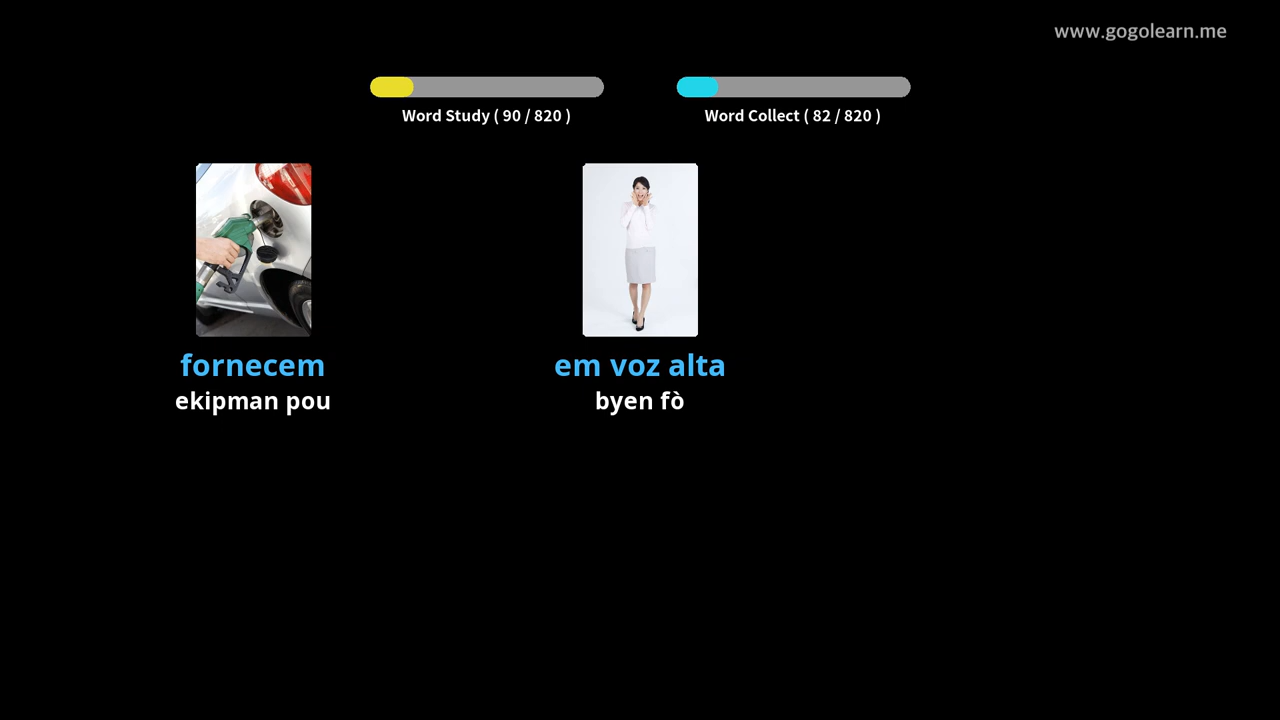 www.gogolearn.me
Word Study ( 90 / 820 )
Word Collect ( 82 / 820 )
fornecem
ekipman pou
em voz alta
byen fò